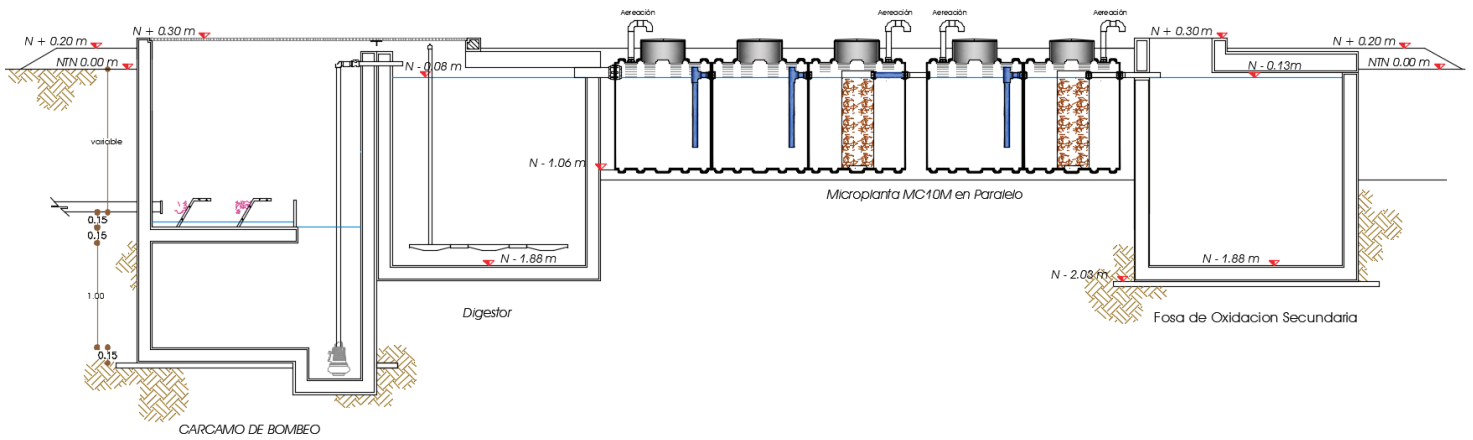 Aereación
Aereación
Aereación
Aereación
N + 0.20 m
N + 0.30 m
N + 0.30 m
N + 0.20 m
NTN 0.00 m
N - 0.08 m
N - 0.13m
NTN 0.00 m
variable
N - 1.06 m
Microplanta MC10M en Paralelo
0.15
0.15
N - 1.88 m
N - 1.88 m
N - 2.03 m
1.00
Digestor
Fosa de Oxidacion Secundaria
0.15
CARCAMO DE BOMBEO